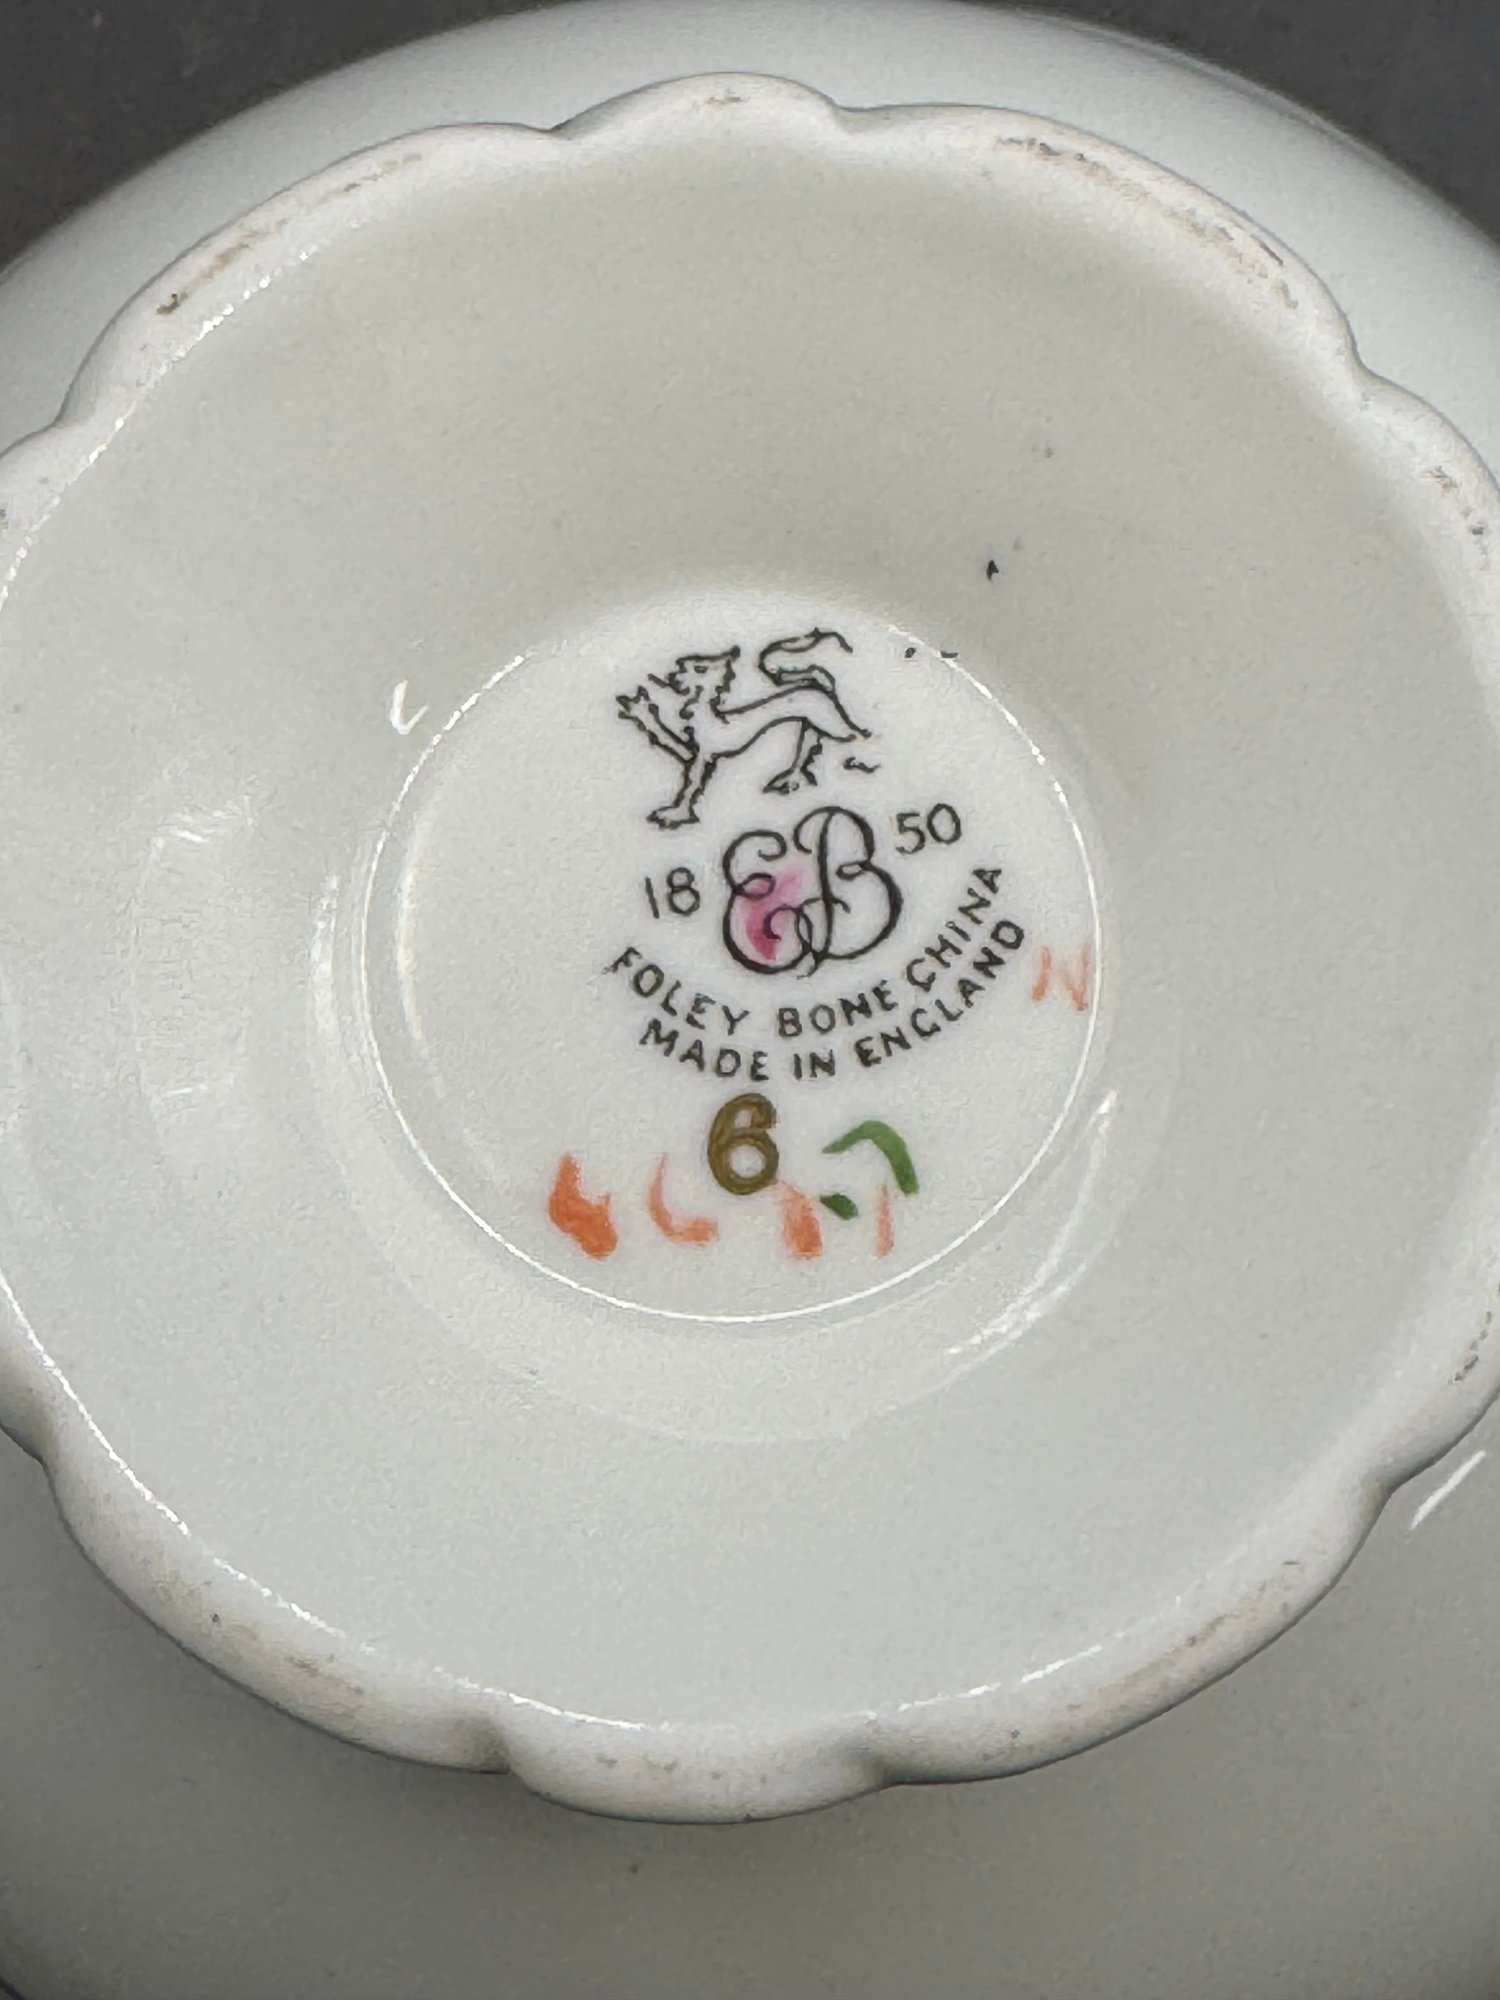 18 EB 50
FOLEY BONE CHINA
MADE IN ENGLAND
N
6